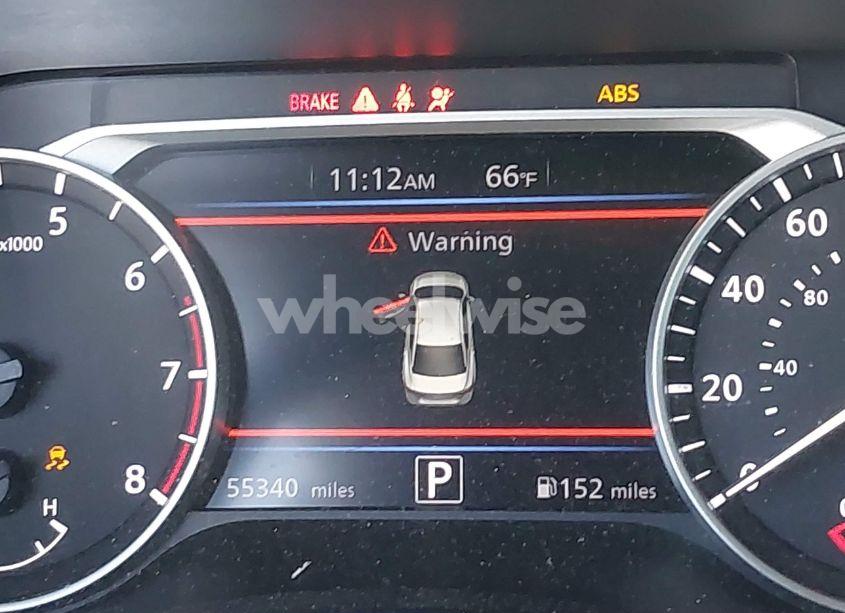 BRAKE ABS
11:12AM 66°F
Warning
wheelwise
5
x1000
6
7
8
H
60
40
80
20
40
0
55340 miles P 152 miles